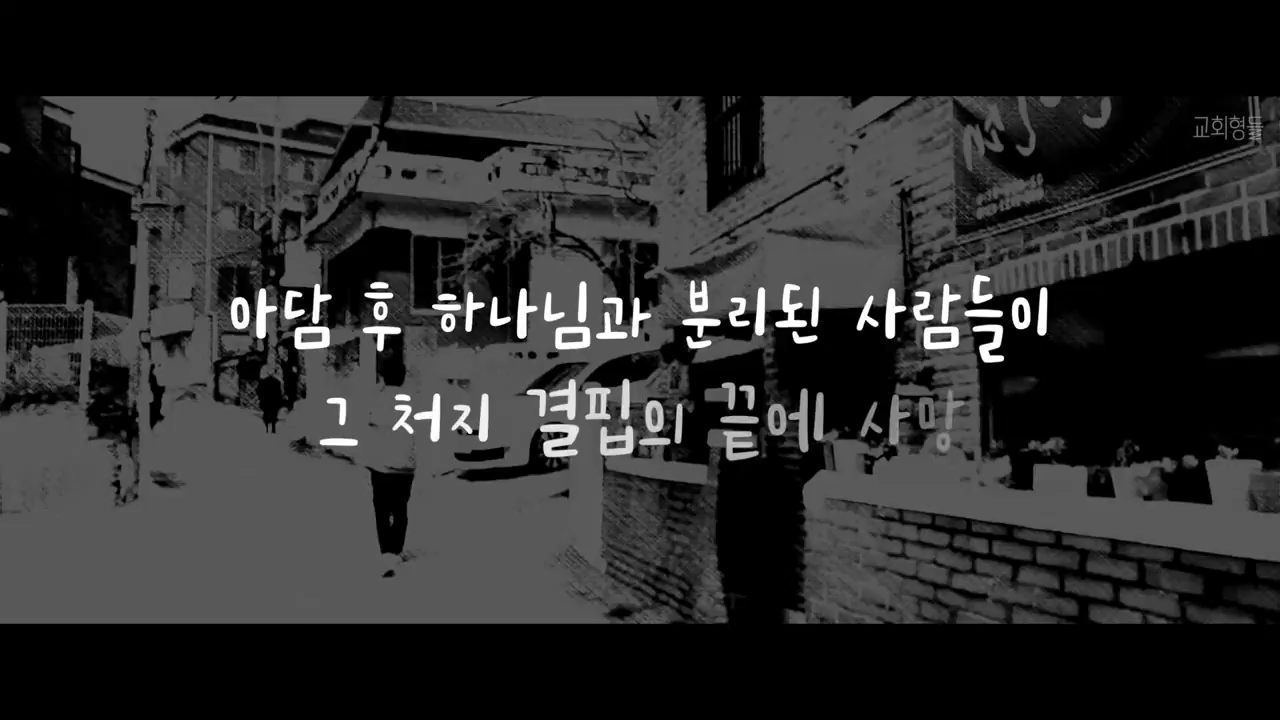 교회형들
아담 후 하나님과 분리된 사람들이
그 처지 결핍의 끝에 사망